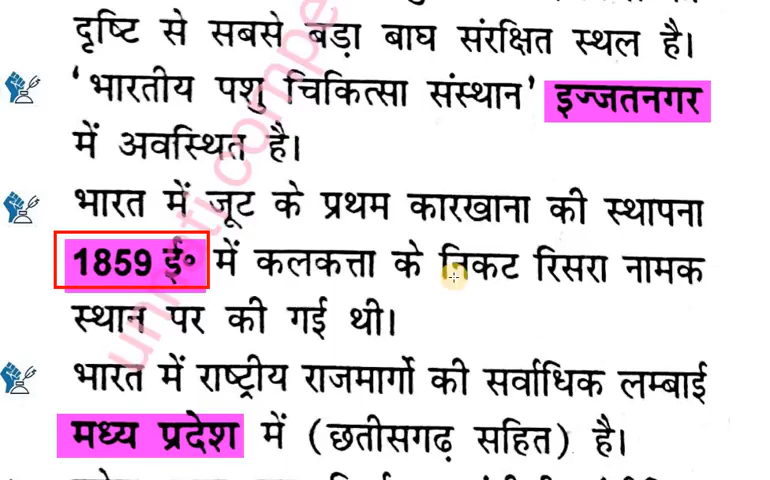 दृष्टि से सबसे बड़ा बाघ संरक्षित स्थल है।
‘भारतीय पशु चिकित्सा संस्थान’ इज्जतनगर
में अवस्थित है।
भारत में जूट के प्रथम कारखाना की स्थापना
1859 ई० में कलकत्ता के निकट रिसरा नामक
स्थान पर की गई थी।
भारत में राष्ट्रीय राजमार्गो की सर्वाधिक लम्बाई
मध्य प्रदेश में (छतीसगढ़ सहित) है।